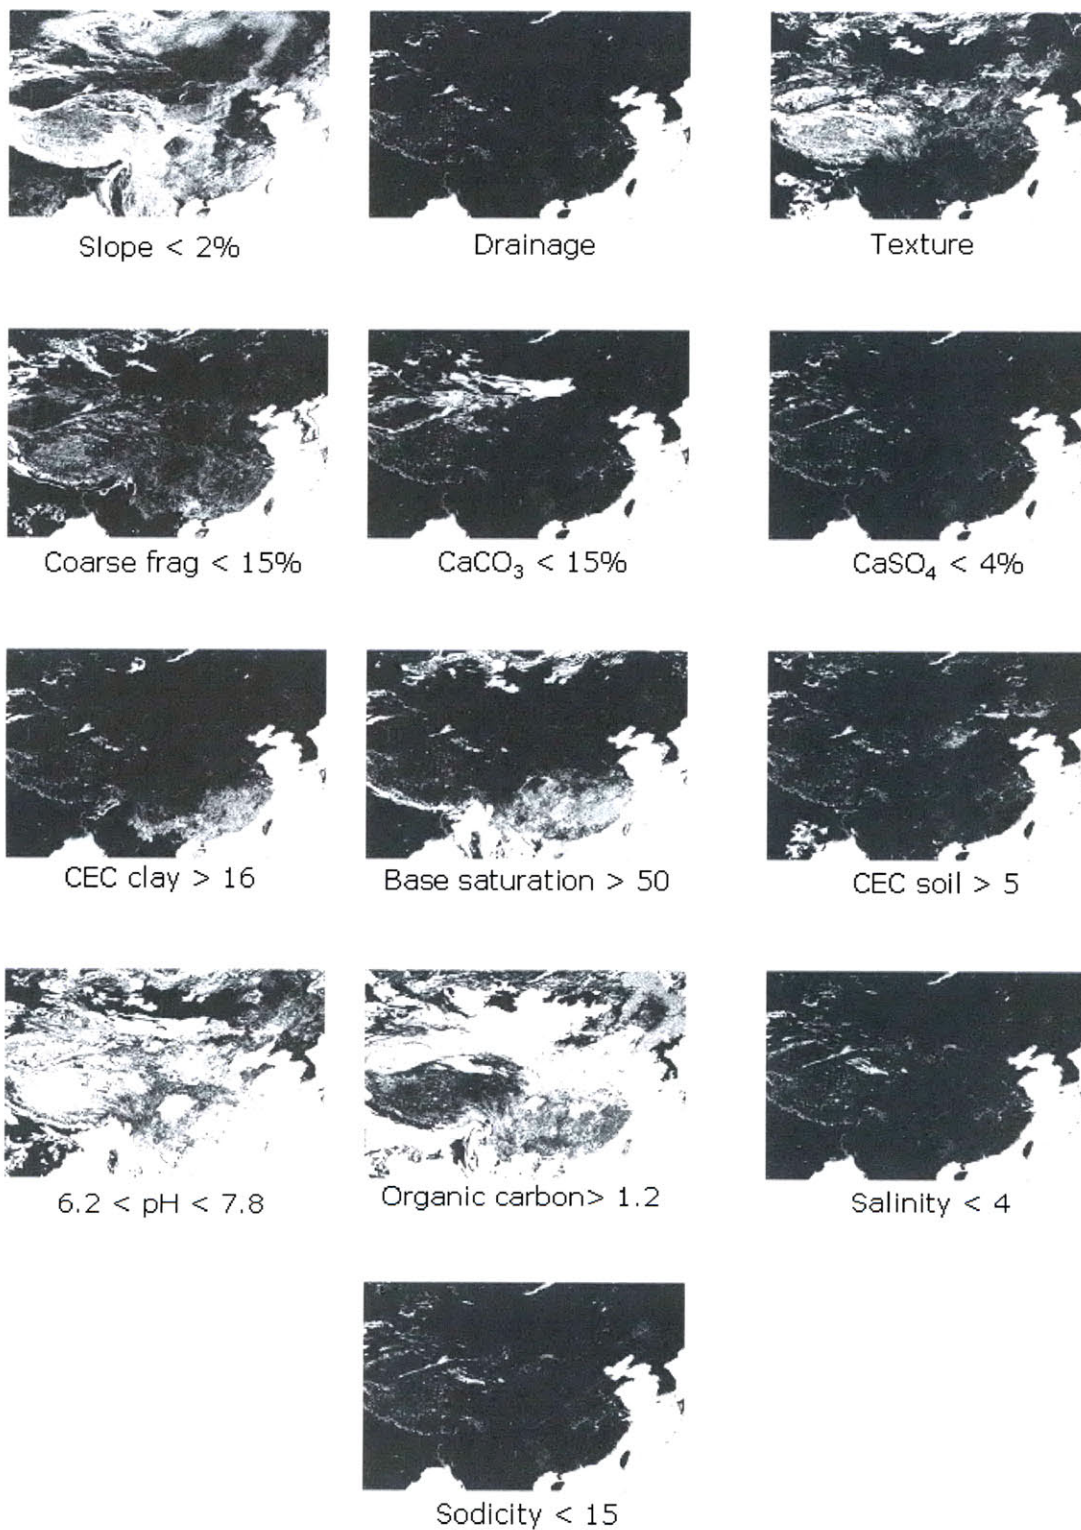 Slope < 2%
Drainage
Texture
Coarse frag < 15%
CaCO₃ < 15%
CaSO₄ < 4%
CEC clay > 16
Base saturation > 50
CEC soil > 5
6.2 < pH < 7.8
Organic carbon> 1.2
Salinity < 4
Sodicity < 15